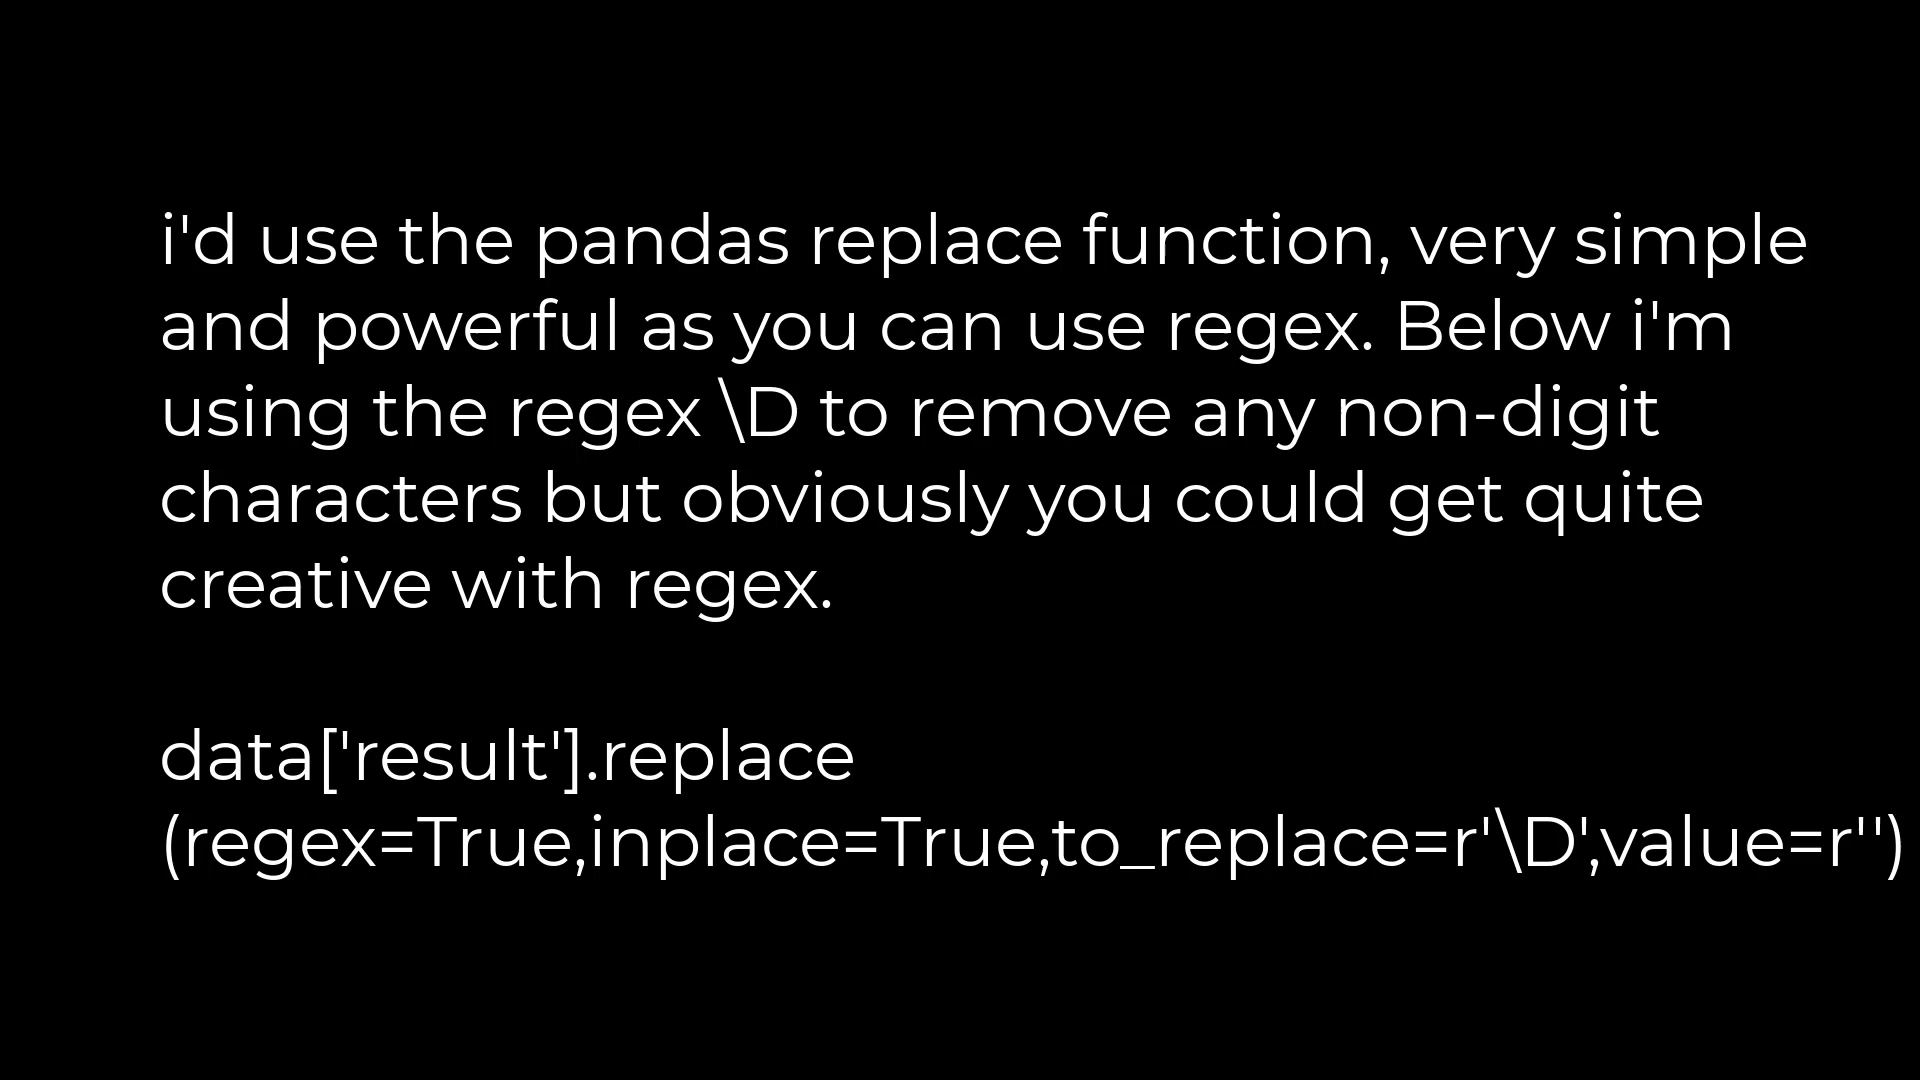 i'd use the pandas replace function, very simple
and powerful as you can use regex. Below i'm
using the regex \D to remove any non-digit
characters but obviously you could get quite
creative with regex.
data['result'].replace
(regex=True,inplace=True,to_replace=r'\D',value=r'')